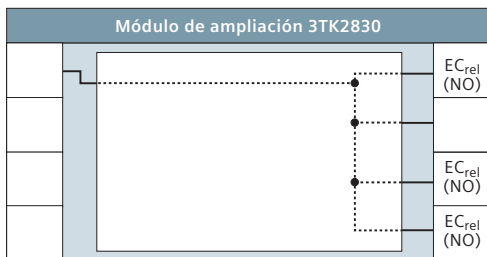 Módulo de ampliación 3TK2830
ECrel
(NO)
ECrel
(NO)
ECrel
(NO)